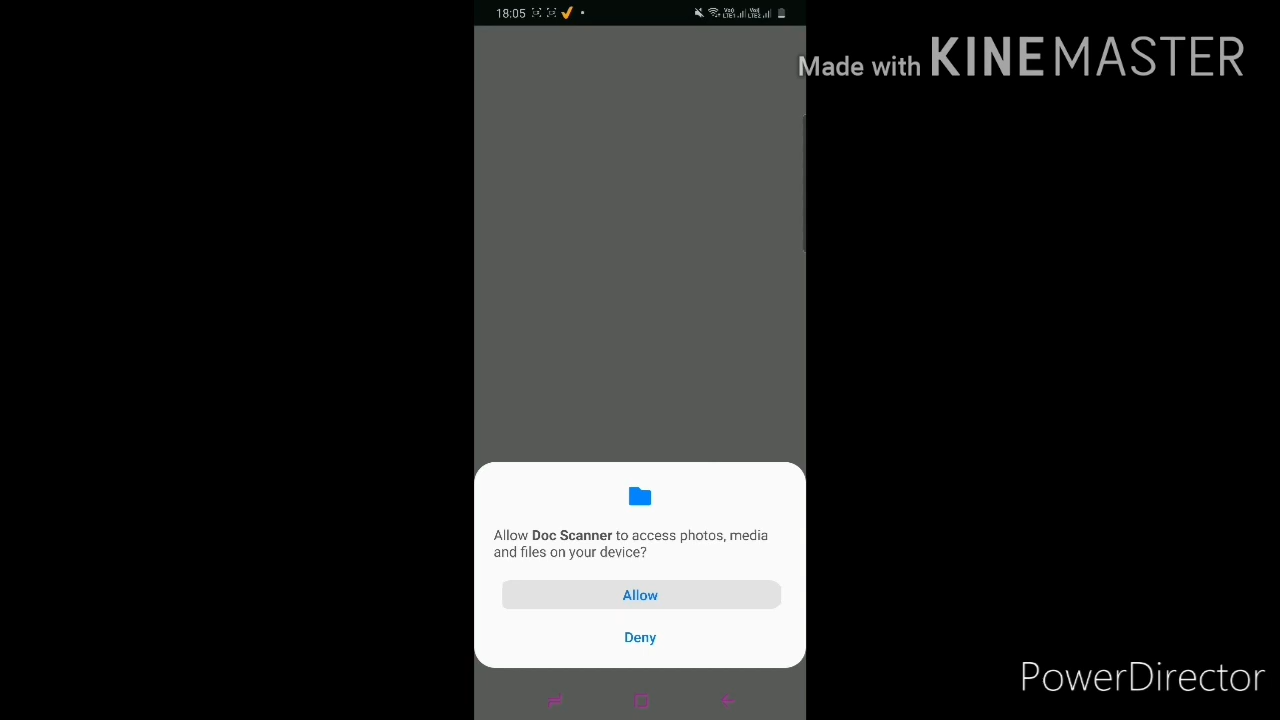 18:05
Made with KINEMASTER
Allow Doc Scanner to access photos, media
and files on your device?
Allow
Deny
PowerDirector